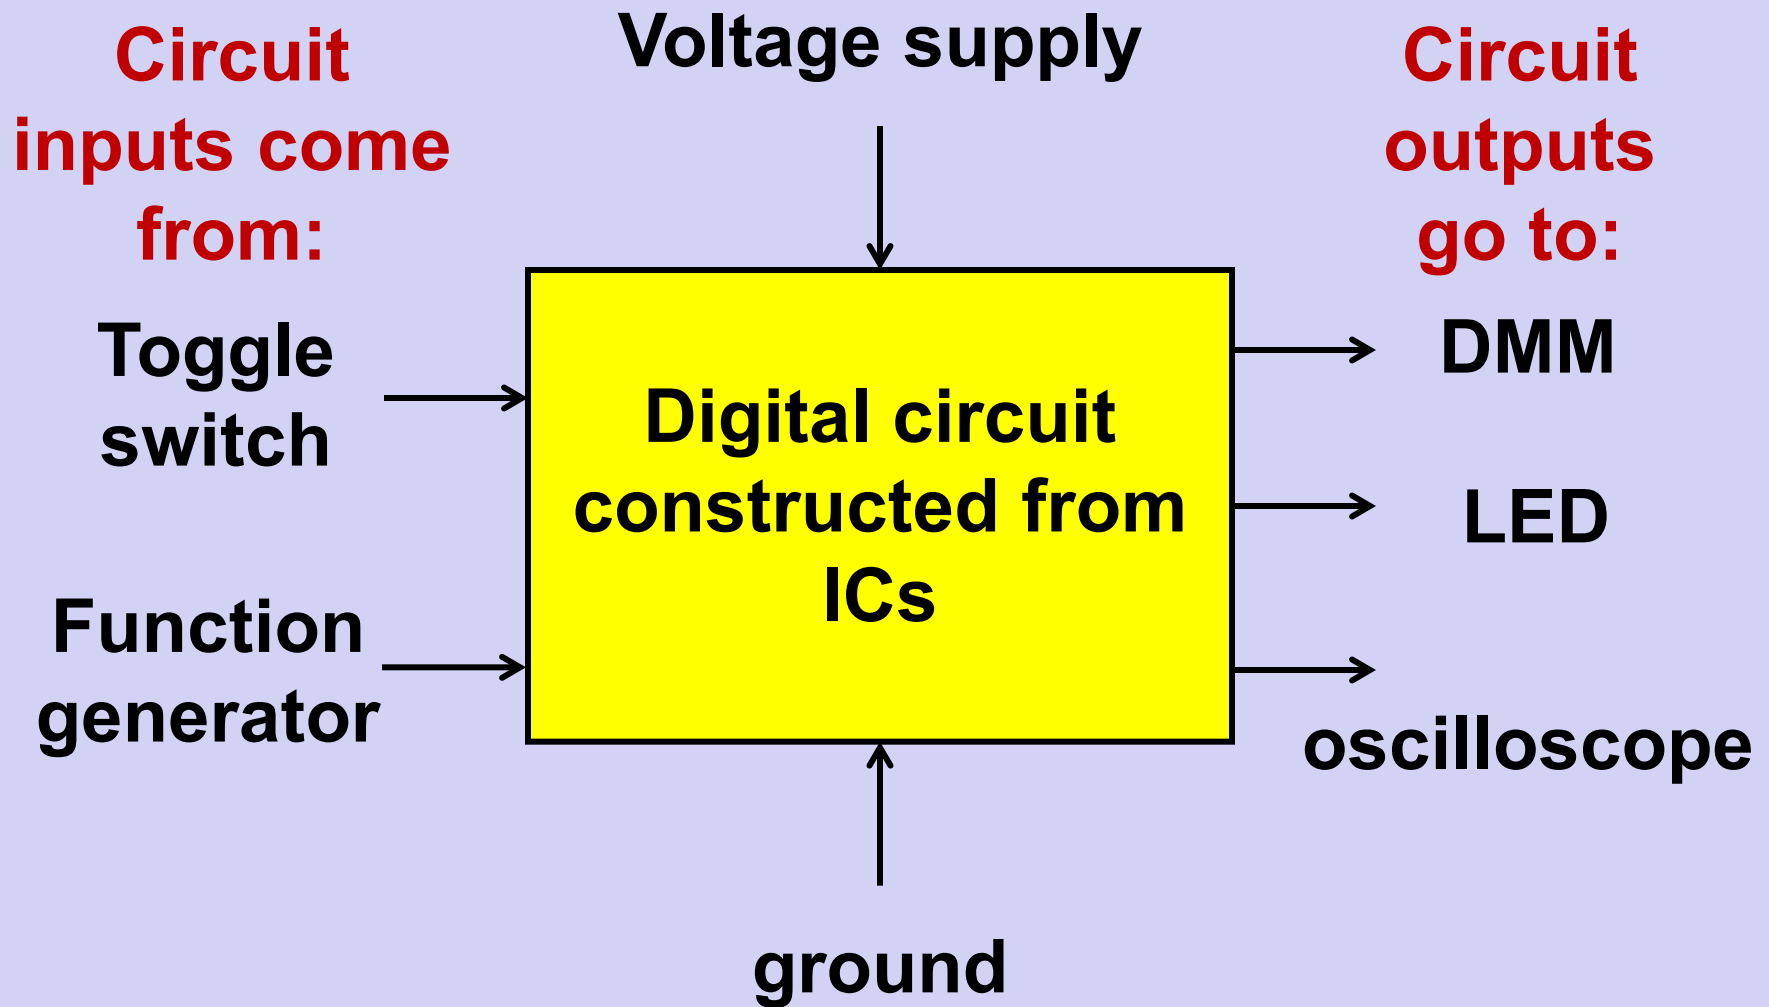 Circuit
inputs come
from:
Toggle
switch
Function
generator
Voltage supply
Digital circuit
constructed from
ICs
ground
Circuit
outputs
go to:
DMM
LED
oscilloscope